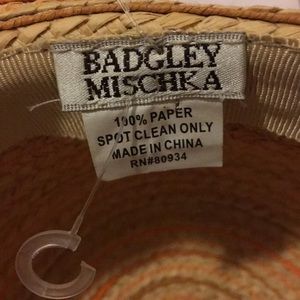 BADGLEY
MISCHKA
100% PAPER
SPOT CLEAN ONLY
MADE IN CHINA
RN#80934